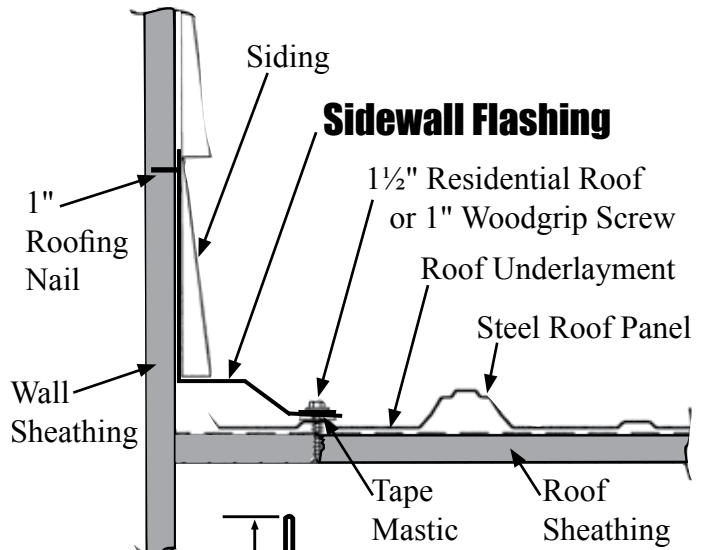 Siding
Sidewall Flashing
1½" Residential Roof
or 1" Woodgrip Screw
1"
Roofing
Nail
Roof Underlayment
Steel Roof Panel
Wall
Sheathing
Tape
Mastic
Roof
Sheathing